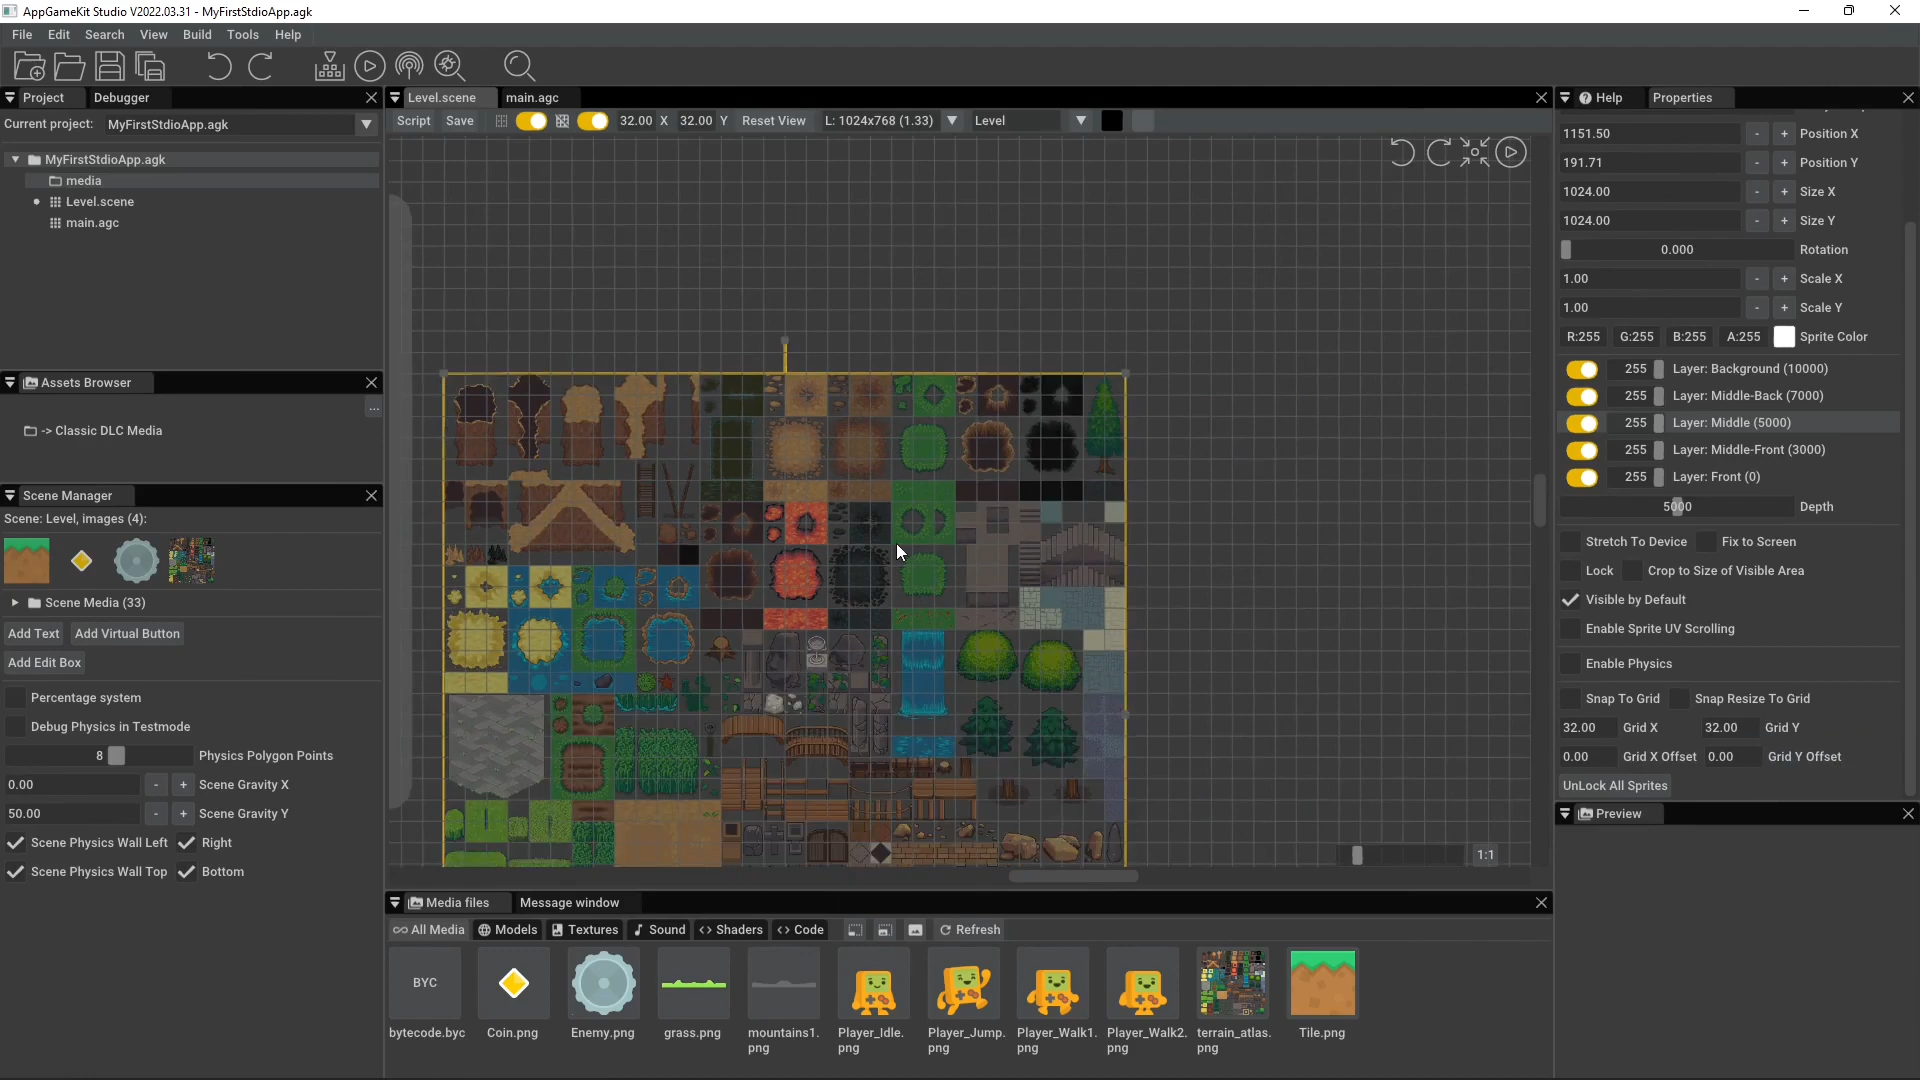 AppGameKit Studio V2022.03.31 - MyFirstStdioApp.agk
File Edit Search View Build Tools Help
Project Debugger
Current project: MyFirstStdioApp.agk
MyFirstStdioApp.agk
media
Level.scene
main.agc
Assets Browser
...
-> Classic DLC Media
Scene Manager
Scene: Level, images (4):
Scene Media (33)
Add Text Add Virtual Button
Add Edit Box
Percentage system
Debug Physics in Testmode
8 Physics Polygon Points
0.00 - + Scene Gravity X
50.00 - + Scene Gravity Y
Scene Physics Wall Left Right
Scene Physics Wall Top Bottom
Level.scene main.agc
Script Save 32.00 X 32.00 Y Reset View L: 1024x768 (1.33) Level
1:1
Media files Message window
All Media Models Textures Sound <> Shaders <> Code Refresh
BYC
bytecode.byc Coin.png Enemy.png grass.png mountains1.png Player_Idle.png Player_Jump.png Player_Walk1.png Player_Walk2.png terrain_atlas.png Tile.png
Help Properties
1151.50 - + Position X
191.71 - + Position Y
1024.00 - + Size X
1024.00 - + Size Y
0.000 Rotation
1.00 - + Scale X
1.00 - + Scale Y
R:255 G:255 B:255 A:255 Sprite Color
255 Layer: Background (10000)
255 Layer: Middle-Back (7000)
255 Layer: Middle (5000)
255 Layer: Middle-Front (3000)
255 Layer: Front (0)
5000 Depth
Stretch To Device Fix to Screen
Lock Crop to Size of Visible Area
Visible by Default
Enable Sprite UV Scrolling
Enable Physics
Snap To Grid Snap Resize To Grid
32.00 Grid X 32.00 Grid Y
0.00 Grid X Offset 0.00 Grid Y Offset
UnLock All Sprites
Preview